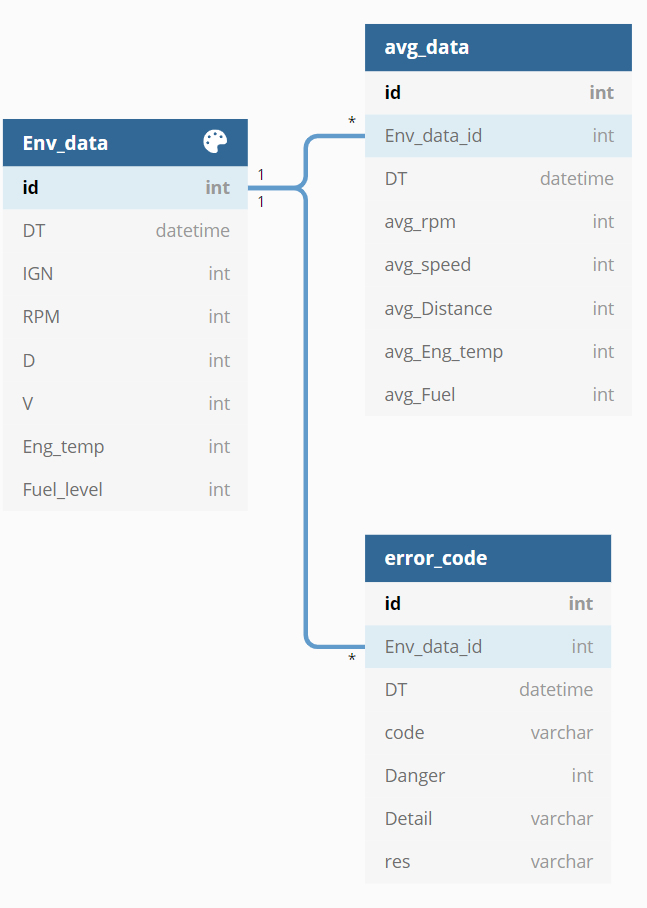 Env_data
id int
DT datetime
IGN int
RPM int
D int
V int
Eng_temp int
Fuel_level int
1
1
*
*
avg_data
id int
Env_data_id int
DT datetime
avg_rpm int
avg_speed int
avg_Distance int
avg_Eng_temp int
avg_Fuel int
error_code
id int
Env_data_id int
DT datetime
code varchar
Danger int
Detail varchar
res varchar